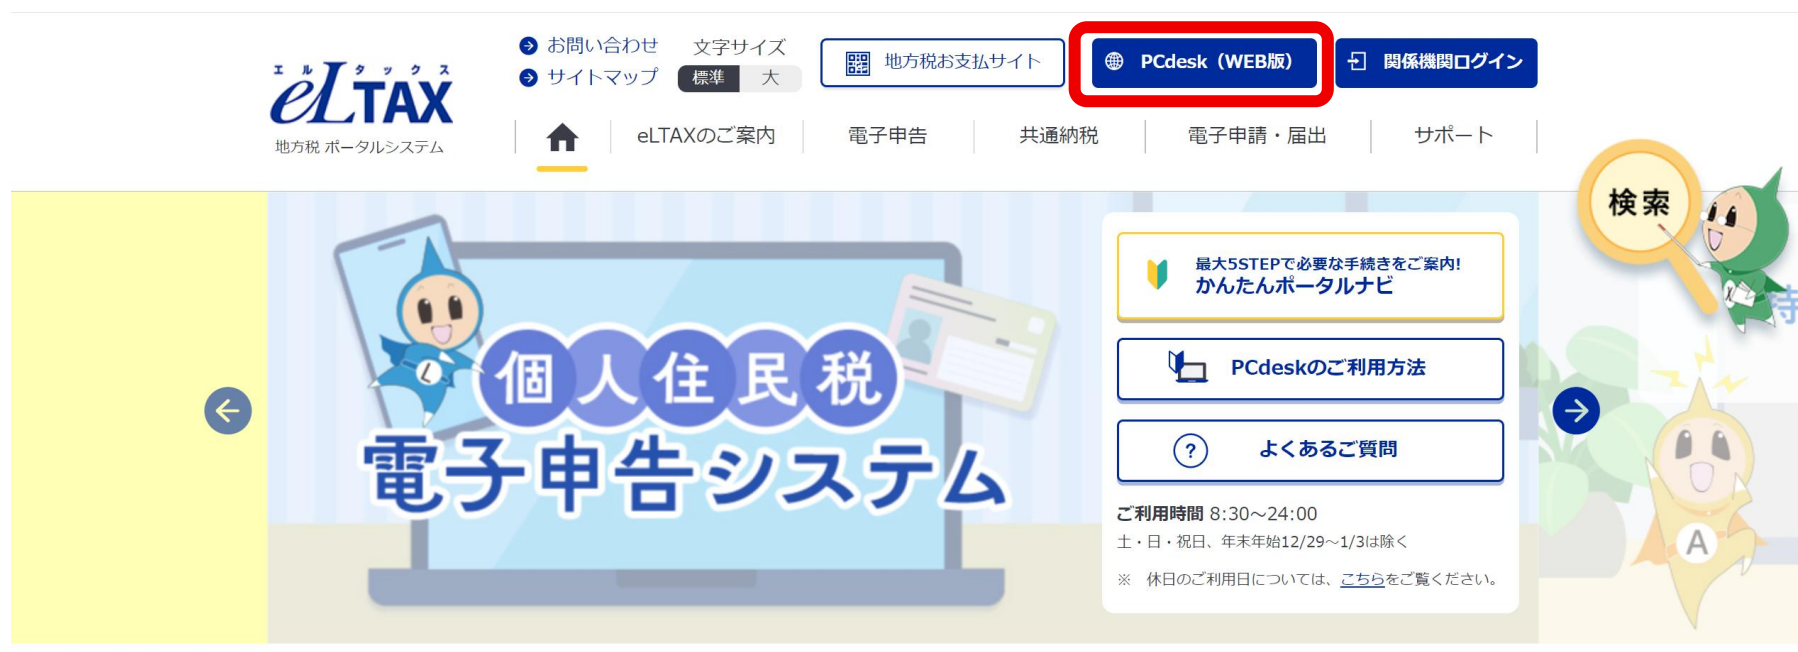 エルタックス
eLTAX
地方税 ポータルシステム
お問い合わせ
サイトマップ
文字サイズ
標準 大
地方税お支払サイト
PCdesk（WEB版）
関係機関ログイン
eLTAXのご案内
電子申告
共通納税
電子申請・届出
サポート
検索
L
個人住民税
電子申告システム
最大5STEPで必要な手続きをご案内!
かんたんポータルナビ
PCdeskのご利用方法
? よくあるご質問
ご利用時間 8:30～24:00
土・日・祝日、年末年始12/29～1/3は除く
※ 休日のご利用日については、こちらをご覧ください。
X
A